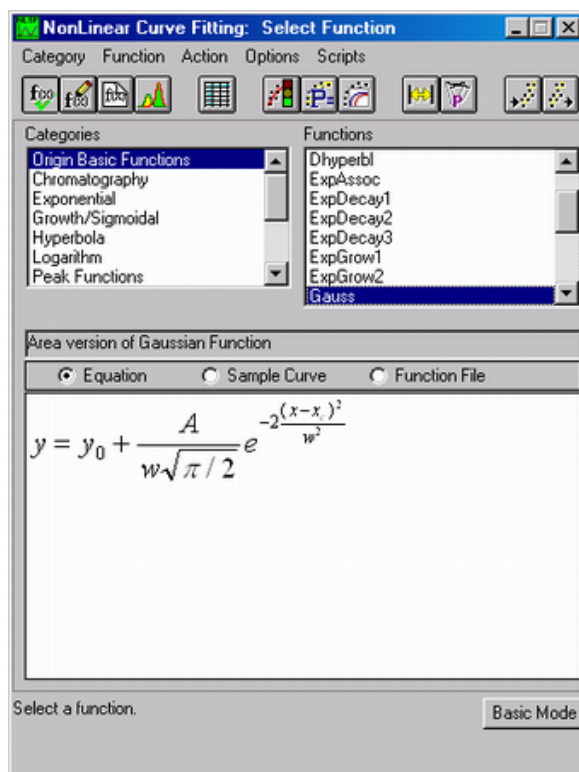 NonLinear Curve Fitting: Select Function
Category Function Action Options Scripts
Categories
Origin Basic Functions
Chromatography
Exponential
Growth/Sigmoidal
Hyperbola
Logarithm
Peak Functions
Functions
Dhyperbl
ExpAssoc
ExpDecay1
ExpDecay2
ExpDecay3
ExpGrow1
ExpGrow2
Gauss
Area version of Gaussian Function
Equation Sample Curve Function File
y = y₀ + A / (w√(π / 2)) e^(-2(x-x꜀)²/w²)
Select a function.
Basic Mode